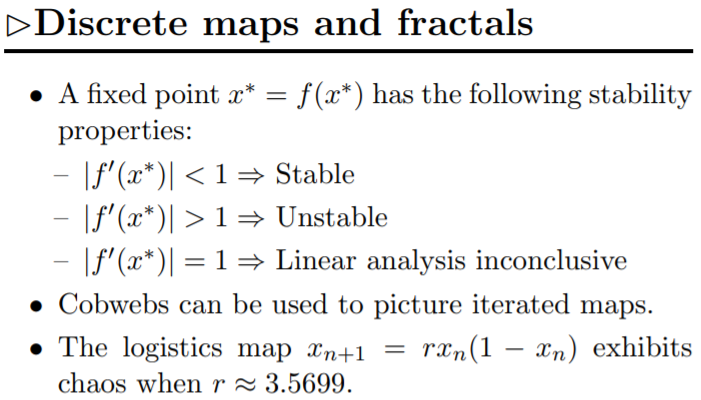 ▷Discrete maps and fractals
• A fixed point x* = f(x*) has the following stability
properties:
– |f′(x*)| < 1 ⇒ Stable
– |f′(x*)| > 1 ⇒ Unstable
– |f′(x*)| = 1 ⇒ Linear analysis inconclusive
• Cobwebs can be used to picture iterated maps.
• The logistics map xₙ₊₁ = rxₙ(1 − xₙ) exhibits
chaos when r ≈ 3.5699.